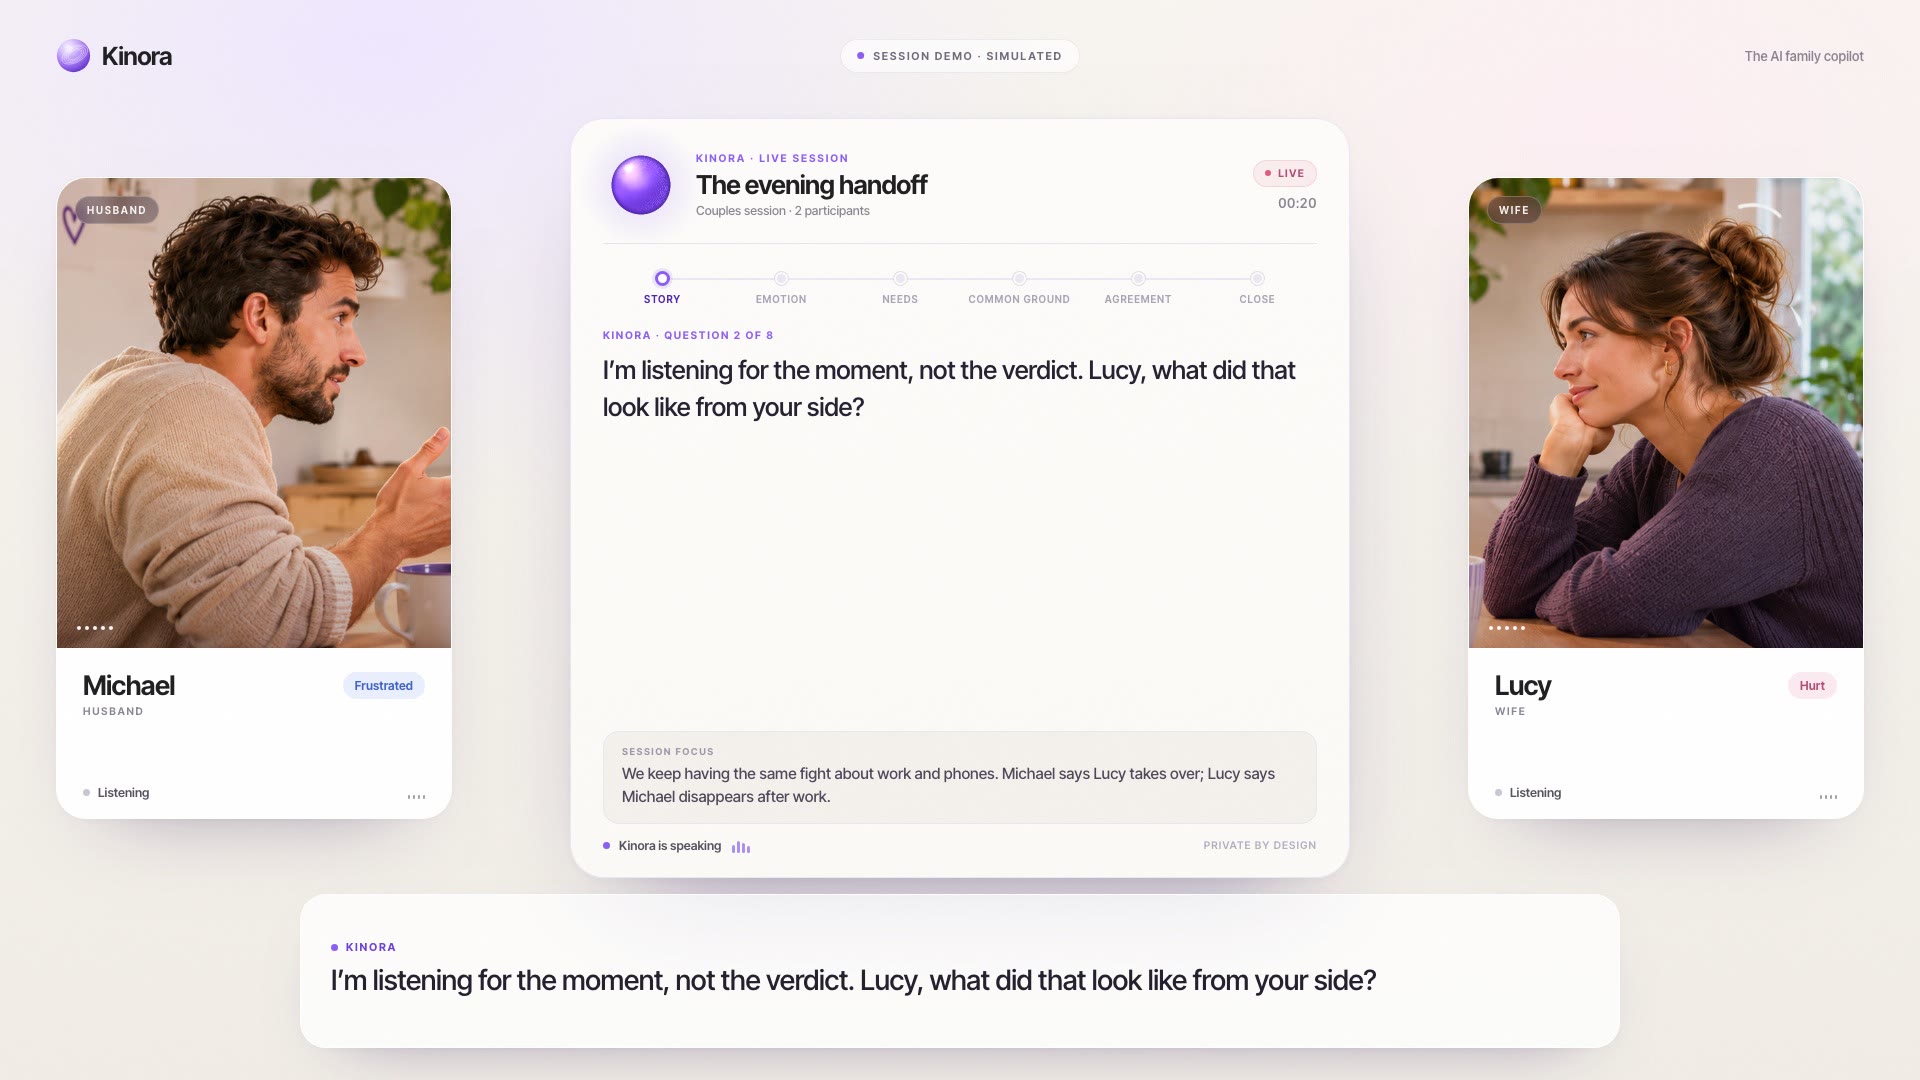 Kinora
SESSION DEMO · SIMULATED
The AI family copilot
HUSBAND
Michael
Frustrated
HUSBAND
Listening
KINORA · LIVE SESSION
The evening handoff
Couples session · 2 participants
LIVE
00:20
STORY
EMOTION
NEEDS
COMMON GROUND
AGREEMENT
CLOSE
KINORA · QUESTION 2 OF 8
I’m listening for the moment, not the verdict. Lucy, what did that
look like from your side?
SESSION FOCUS
We keep having the same fight about work and phones. Michael says Lucy takes over; Lucy says
Michael disappears after work.
Kinora is speaking
PRIVATE BY DESIGN
WIFE
Lucy
Hurt
WIFE
Listening
KINORA
I’m listening for the moment, not the verdict. Lucy, what did that look like from your side?